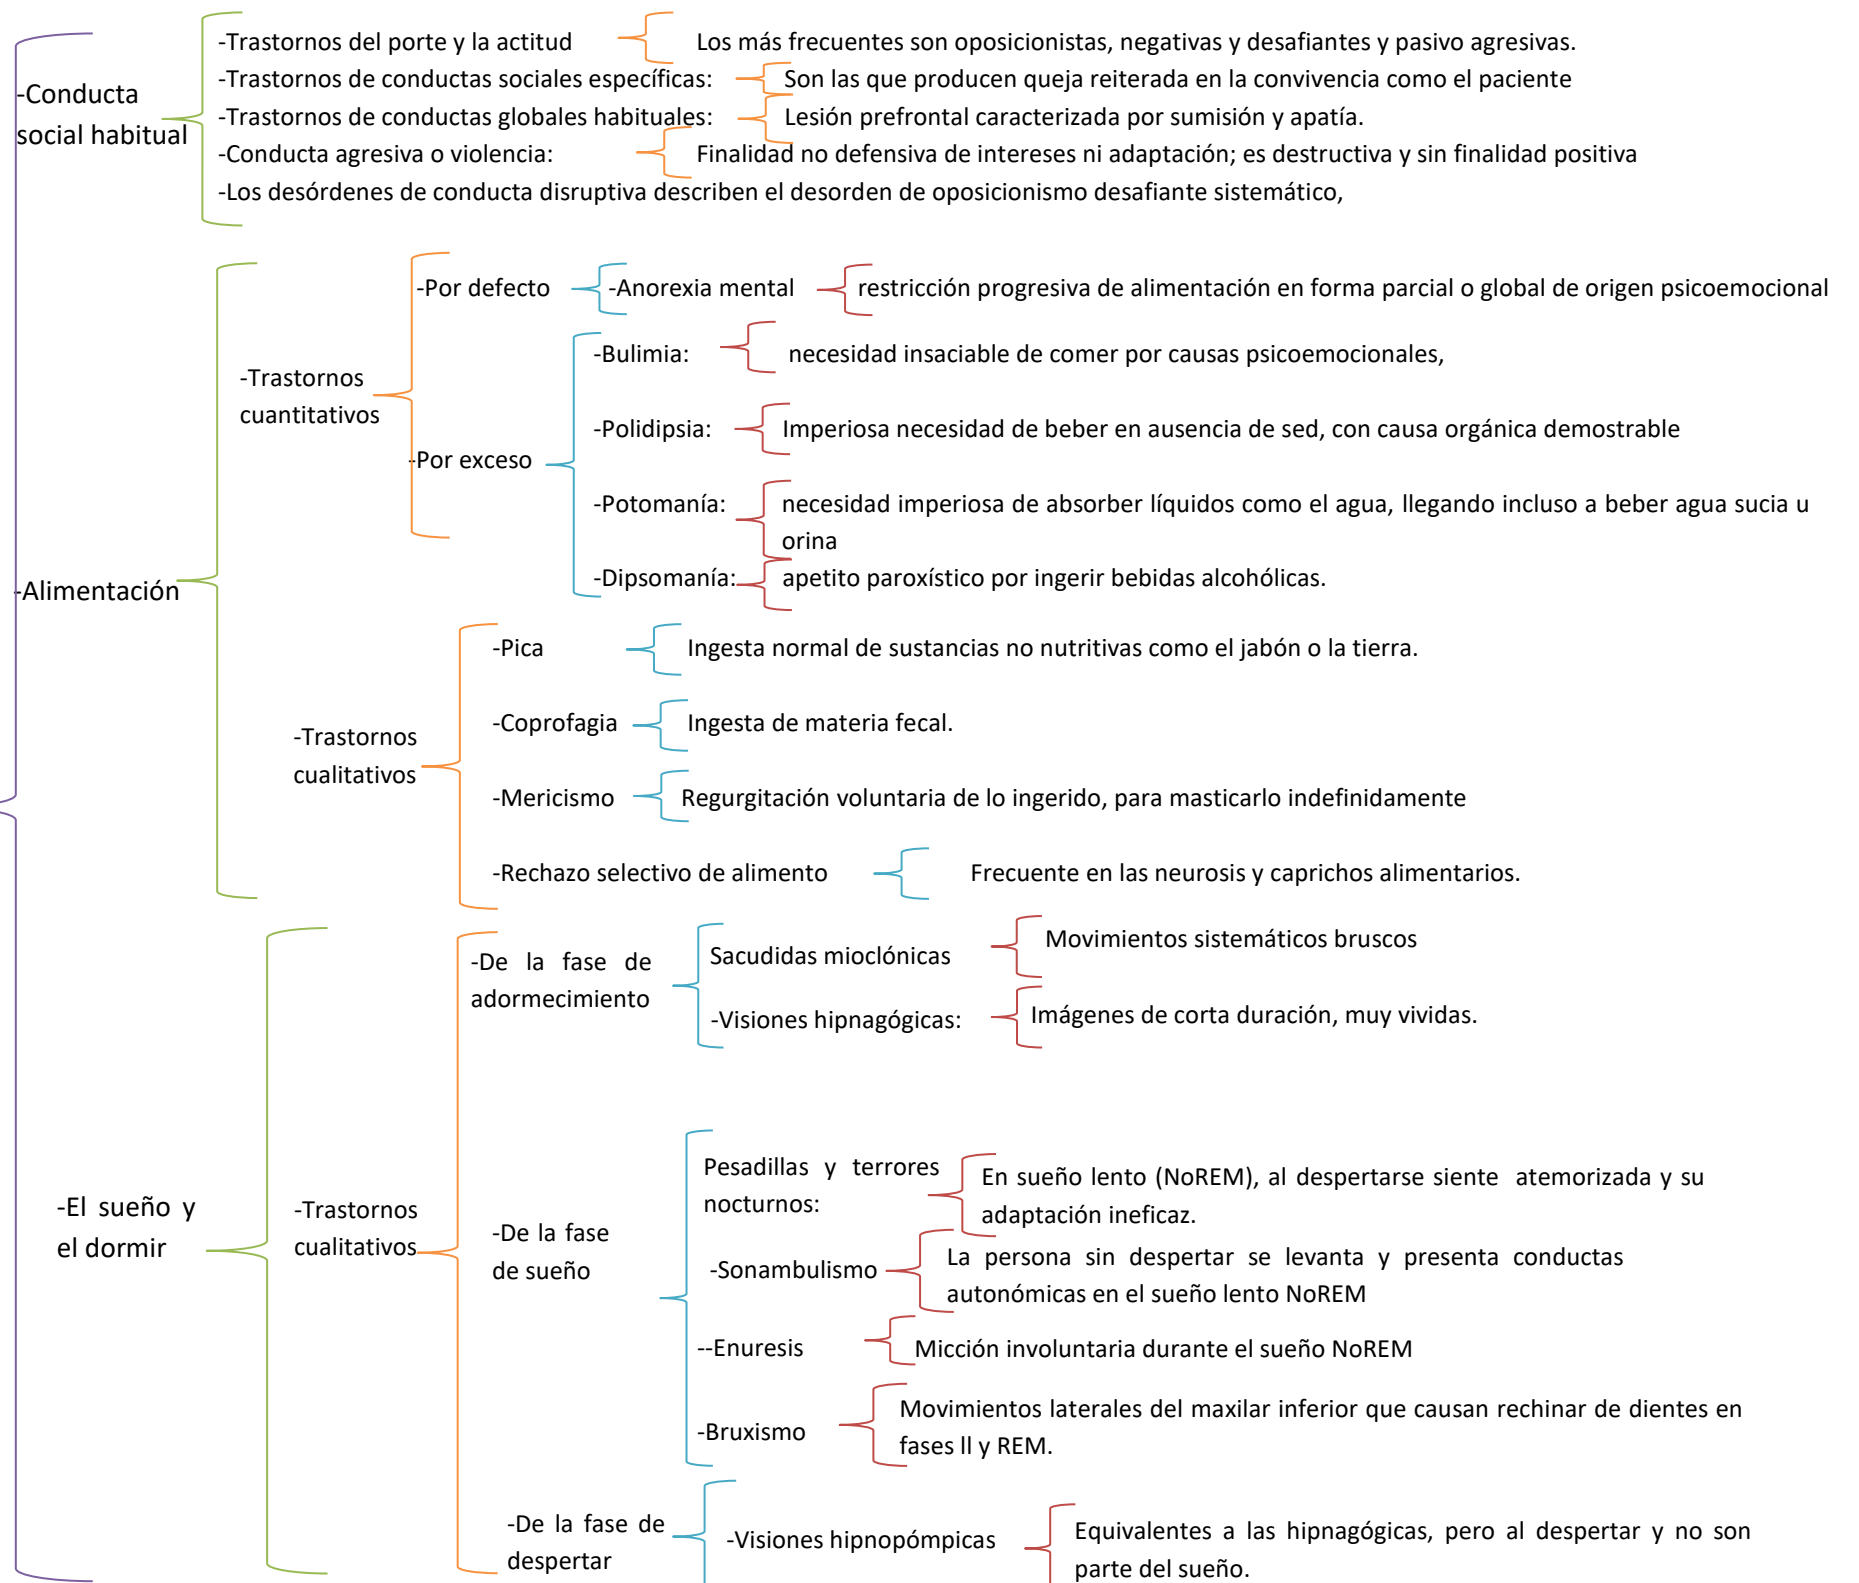 -Conducta
social habitual
-Trastornos del porte y la actitud
Los más frecuentes son oposicionistas, negativas y desafiantes y pasivo agresivas.
-Trastornos de conductas sociales específicas:
Son las que producen queja reiterada en la convivencia como el paciente
-Trastornos de conductas globales habituales:
Lesión prefrontal caracterizada por sumisión y apatía.
-Conducta agresiva o violencia:
Finalidad no defensiva de intereses ni adaptación; es destructiva y sin finalidad positiva
-Los desórdenes de conducta disruptiva describen el desorden de oposicionismo desafiante sistemático,
-Alimentación
-Trastornos
cuantitativos
-Por defecto
-Anorexia mental
restricción progresiva de alimentación en forma parcial o global de origen psicoemocional
-Por exceso
-Bulimia:
necesidad insaciable de comer por causas psicoemocionales,
-Polidipsia:
Imperiosa necesidad de beber en ausencia de sed, con causa orgánica demostrable
-Potomanía:
necesidad imperiosa de absorber líquidos como el agua, llegando incluso a beber agua sucia u
orina
-Dipsomanía:
apetito paroxístico por ingerir bebidas alcohólicas.
-Trastornos
cualitativos
-Pica
Ingesta normal de sustancias no nutritivas como el jabón o la tierra.
-Coprofagia
Ingesta de materia fecal.
-Mericismo
Regurgitación voluntaria de lo ingerido, para masticarlo indefinidamente
-Rechazo selectivo de alimento
Frecuente en las neurosis y caprichos alimentarios.
-El sueño y
el dormir
-Trastornos
cualitativos
-De la fase de
adormecimiento
Sacudidas mioclónicas
Movimientos sistemáticos bruscos
-Visiones hipnagógicas:
Imágenes de corta duración, muy vividas.
-De la fase
de sueño
Pesadillas y terrores
nocturnos:
En sueño lento (NoREM), al despertarse siente atemorizada y su
adaptación ineficaz.
-Sonambulismo
La persona sin despertar se levanta y presenta conductas
autonómicas en el sueño lento NoREM
--Enuresis
Micción involuntaria durante el sueño NoREM
-Bruxismo
Movimientos laterales del maxilar inferior que causan rechinar de dientes en
fases ll y REM.
-De la fase de
despertar
-Visiones hipnopómpicas
Equivalentes a las hipnagógicas, pero al despertar y no son
parte del sueño.